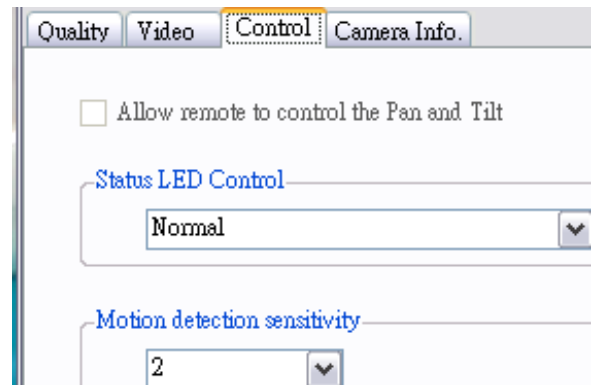 Quality Video Control Camera Info.
Allow remote to control the Pan and Tilt
Status LED Control
Normal
Motion detection sensitivity
2